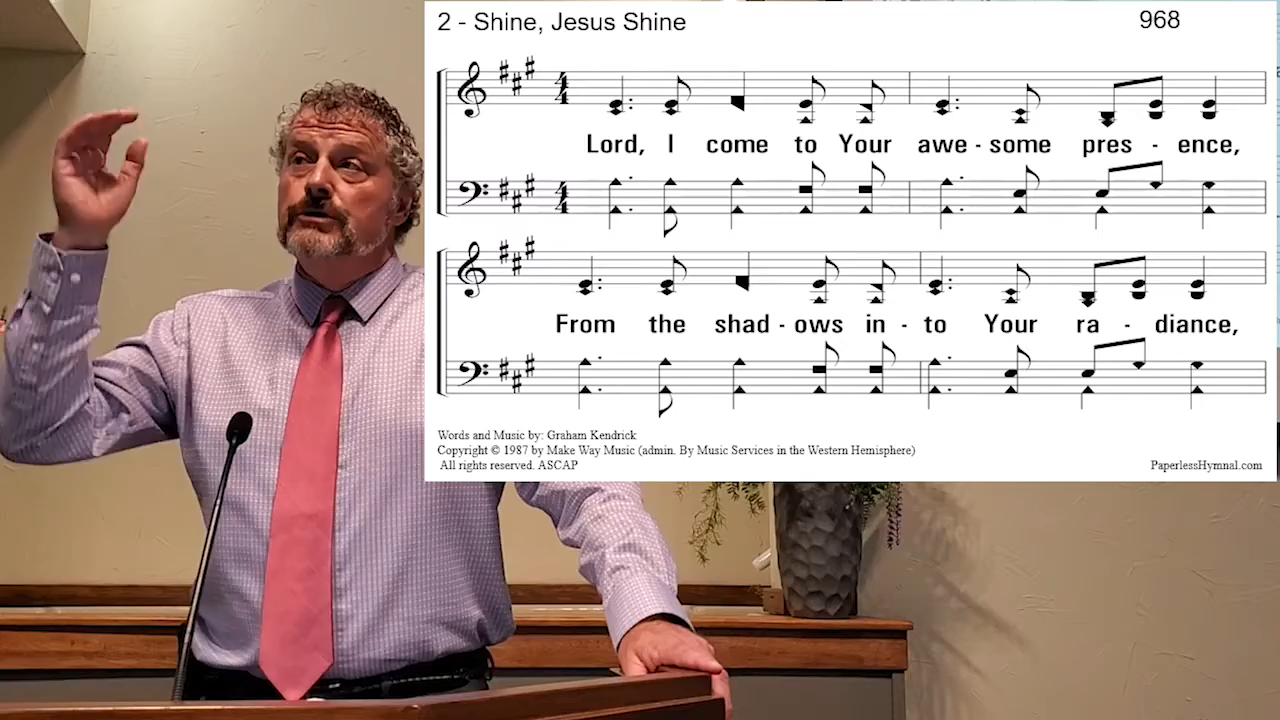 2 - Shine, Jesus Shine 968
Lord, I come to Your awe - some pres - ence,
From the shad - ows in - to Your ra - diance,
Words and Music by: Graham Kendrick
Copyright © 1987 by Make Way Music (admin. By Music Services in the Western Hemisphere)
All rights reserved. ASCAP
PaperlessHymnal.com